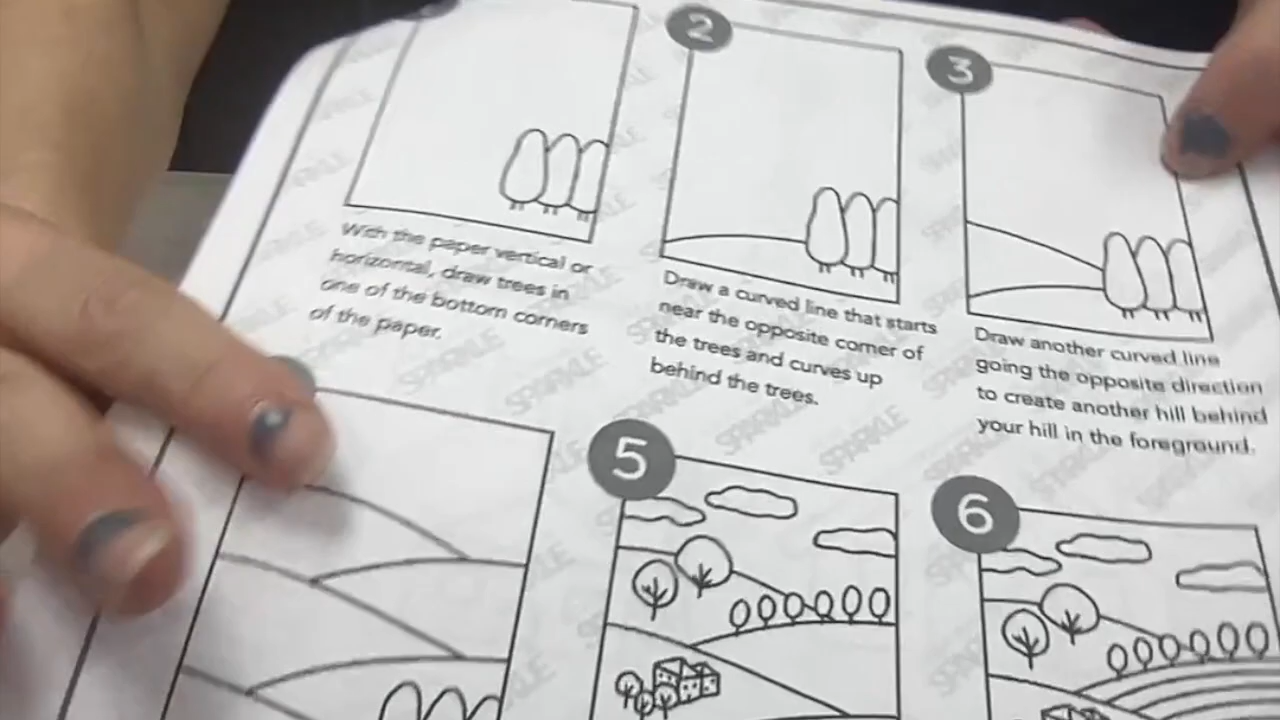 2
3
With the paper vertical or
horizontal, draw trees in
one of the bottom corners
of the paper.
Draw a curved line that starts
near the opposite corner of
the trees and curves up
behind the trees.
Draw another curved line
going the opposite direction
to create another hill behind
your hill in the foreground.
5
6
SPARKLE